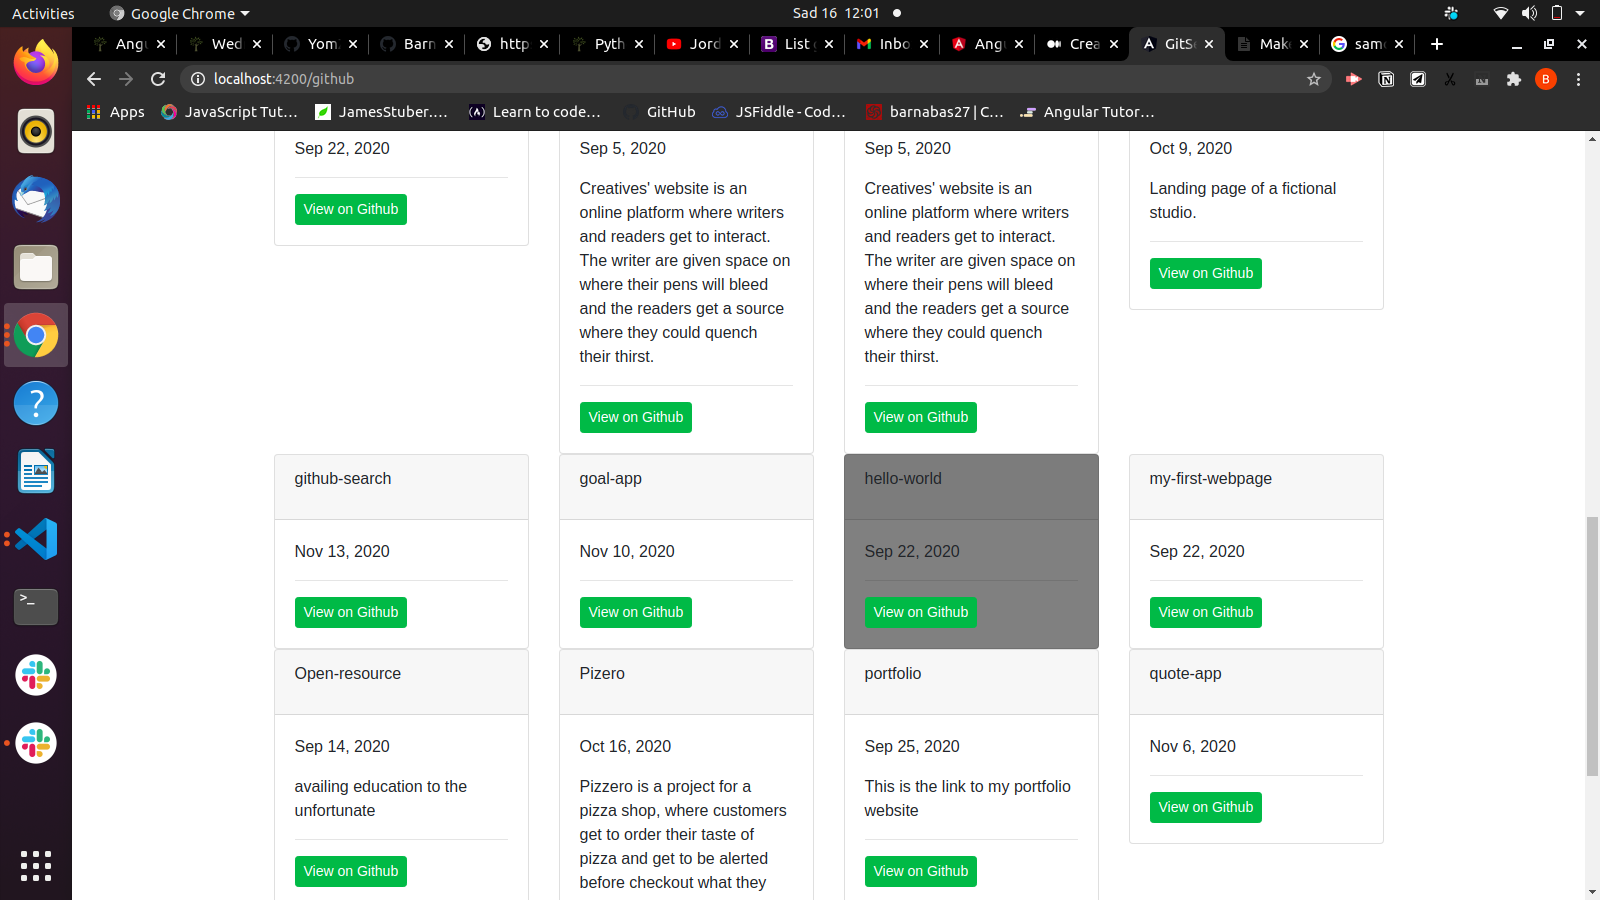 Activities
Google Chrome
Sad 16 12:01
Angu
Wed
Yom
Barn
http
Pyth
Jord
List
Inbo
Angu
Crea
GitS
Make
sam
localhost:4200/github
B
Apps
JavaScript Tut…
JamesStuber.…
Learn to code…
GitHub
JSFiddle - Cod…
barnabas27 | C…
Angular Tutor…
Sep 22, 2020
View on Github
Sep 5, 2020
Creatives' website is an
online platform where writers
and readers get to interact.
The writer are given space on
where their pens will bleed
and the readers get a source
where they could quench
their thirst.
View on Github
Sep 5, 2020
Creatives' website is an
online platform where writers
and readers get to interact.
The writer are given space on
where their pens will bleed
and the readers get a source
where they could quench
their thirst.
View on Github
Oct 9, 2020
Landing page of a fictional
studio.
View on Github
github-search
Nov 13, 2020
View on Github
goal-app
Nov 10, 2020
View on Github
hello-world
Sep 22, 2020
View on Github
my-first-webpage
Sep 22, 2020
View on Github
Open-resource
Sep 14, 2020
availing education to the
unfortunate
View on Github
Pizero
Oct 16, 2020
Pizzero is a project for a
pizza shop, where customers
get to order their taste of
pizza and get to be alerted
before checkout what they
portfolio
Sep 25, 2020
This is the link to my portfolio
website
View on Github
quote-app
Nov 6, 2020
View on Github